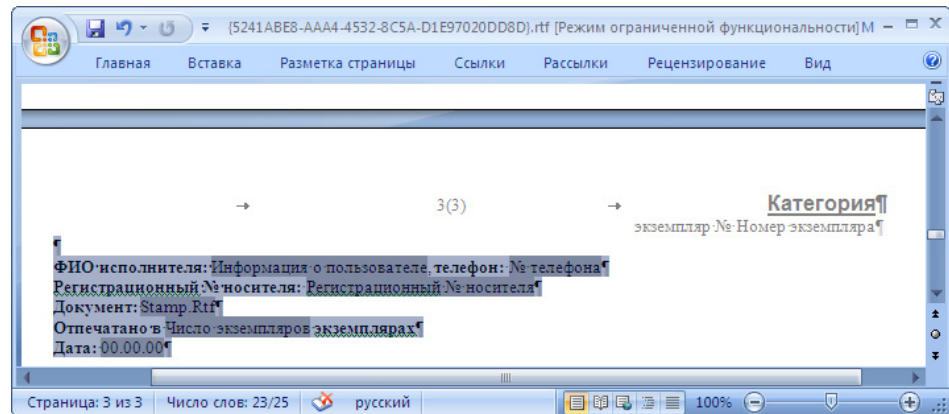 {5241ABE8-AAA4-4532-8C5A-D1E97020DD8D}.rtf [Режим ограниченной функциональности] M
Главная Вставка Разметка страницы Ссылки Рассылки Рецензирование Вид
3(3) Категория¶
экземпляр № Номер экземпляра¶
¶
ФИО исполнителя: Информация о пользователе, телефон: № телефона¶
Регистрационный № носителя: Регистрационный № носителя¶
Документ: Stamp.Rtf¶
Отпечатано в Число экземпляров экземплярах¶
Дата: 00.00.00¶
Страница: 3 из 3 Число слов: 23/25 русский 100%